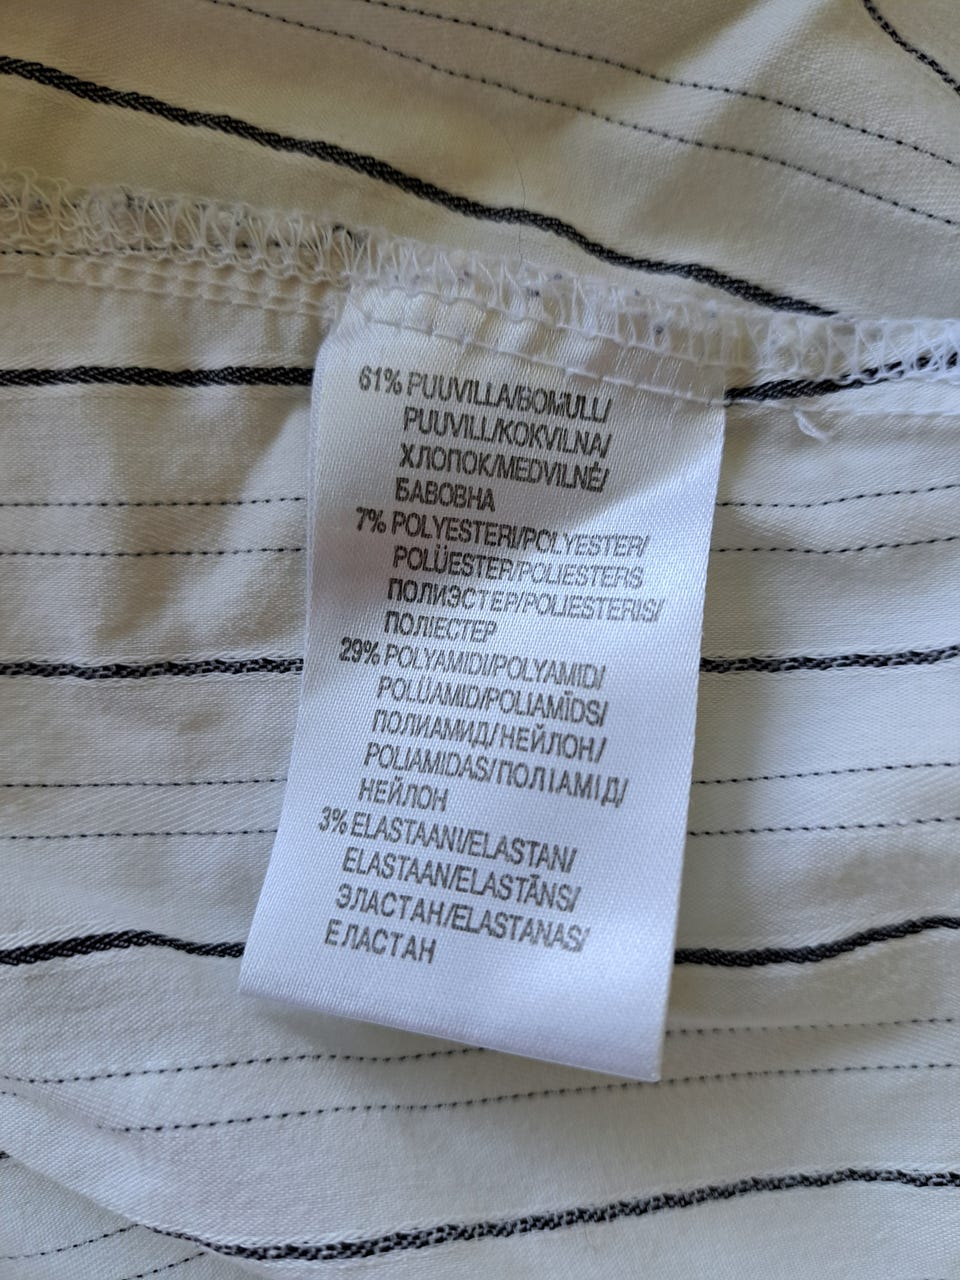 61% PUUVILLA/BOMULL/
PUUVILL/KOKVILNA/
ХЛОПОК/MEDVILNĖ/
БАВОВНА
7% POLYESTERI/POLYESTER/
POLÜESTER/POLIESTERS
ПОЛИЭСТЕР/POLIESTERIS/
ПОЛІЕСТЕР
29% POLYAMIDI/POLYAMID/
POLÜAMID/POLIAMĪDS/
ПОЛИАМИД/НЕЙЛОН/
POLIAMIDAS/ПОЛІАМІД/
НЕЙЛОН
3% ELASTAANI/ELASTAN/
ELASTAAN/ELASTĀNS/
ЭЛАСТАН/ELASTANAS/
ЕЛАСТАН